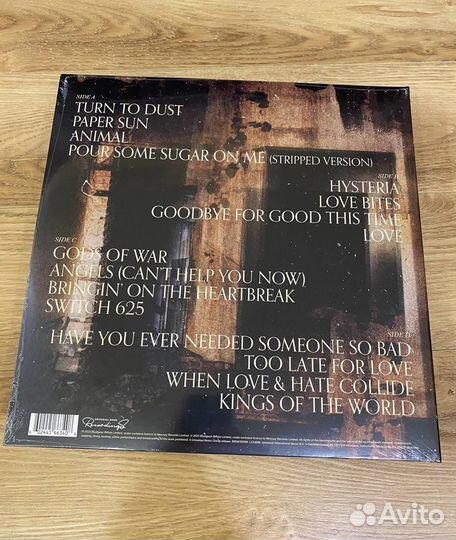 SIDE A
TURN TO DUST
PAPER SUN
ANIMAL
POUR SOME SUGAR ON ME (STRIPPED VERSION)
SIDE B
HYSTERIA
LOVE BITES
GOODBYE FOR GOOD THIS TIME
LOVE
SIDE C
GODS OF WAR
ANGELS (CAN'T HELP YOU NOW)
BRINGIN' ON THE HEARTBREAK
SWITCH 625
SIDE D
HAVE YOU EVER NEEDED SOMEONE SO BAD
TOO LATE FOR LOVE
WHEN LOVE & HATE COLLIDE
KINGS OF THE WORLD
Recordings
Avito